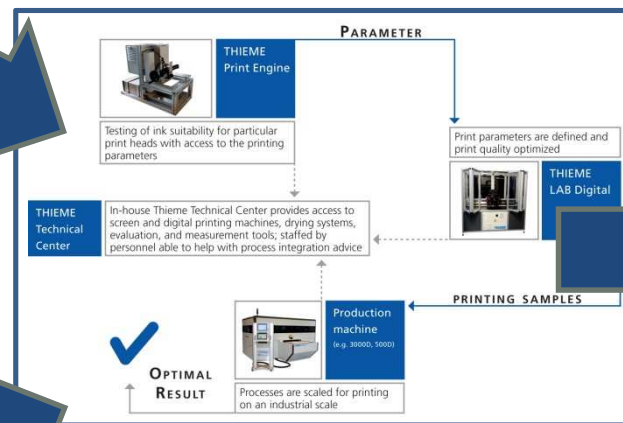 PARAMETER
THIEME
Print Engine
Testing of ink suitability for particular
print heads with access to the printing
parameters
Print parameters are defined and
print quality optimized
THIEME
LAB Digital
THIEME
Technical
Center
In-house Thieme Technical Center provides access to
screen and digital printing machines, drying systems,
evaluation, and measurement tools; staffed by
personnel able to help with process integration advice
PRINTING SAMPLES
Production
machine
(e.g. 3000D, 500D)
OPTIMAL
RESULT
Processes are scaled for printing
on an industrial scale